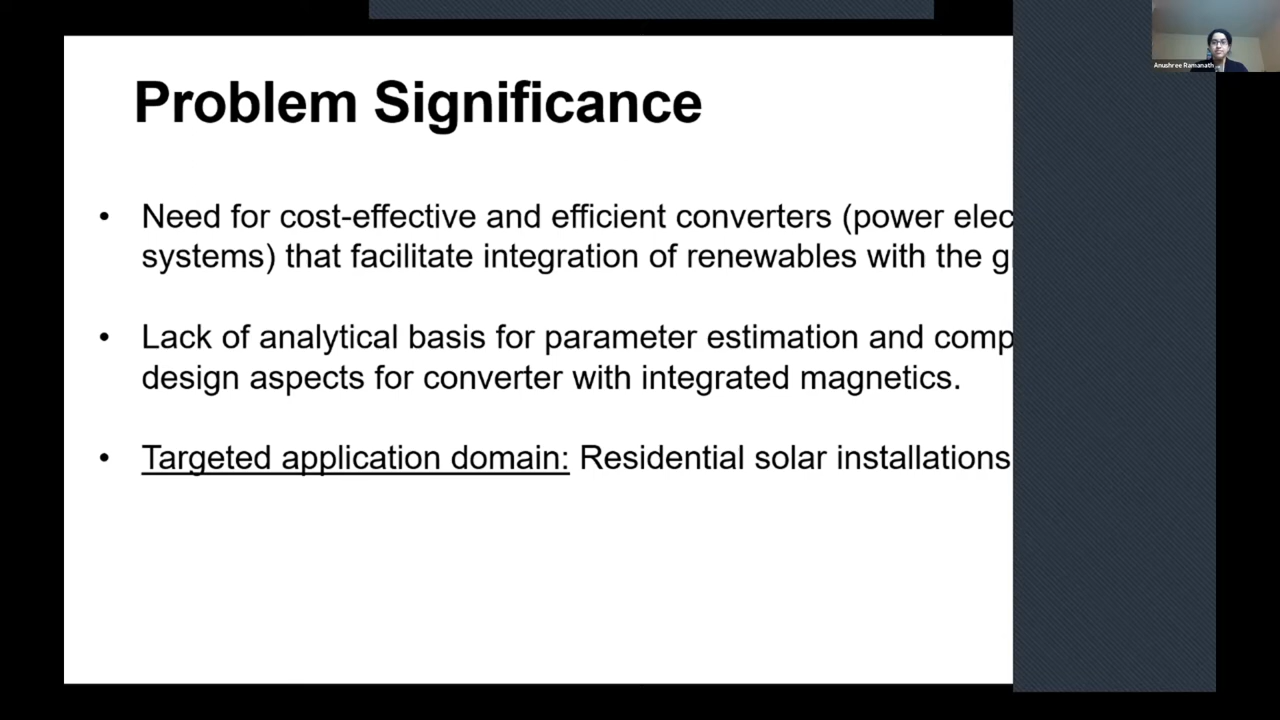 Problem Significance
Anushree Ramanath
• Need for cost-effective and efficient converters (power elec
systems) that facilitate integration of renewables with the g
• Lack of analytical basis for parameter estimation and comp
design aspects for converter with integrated magnetics.
• Targeted application domain: Residential solar installations